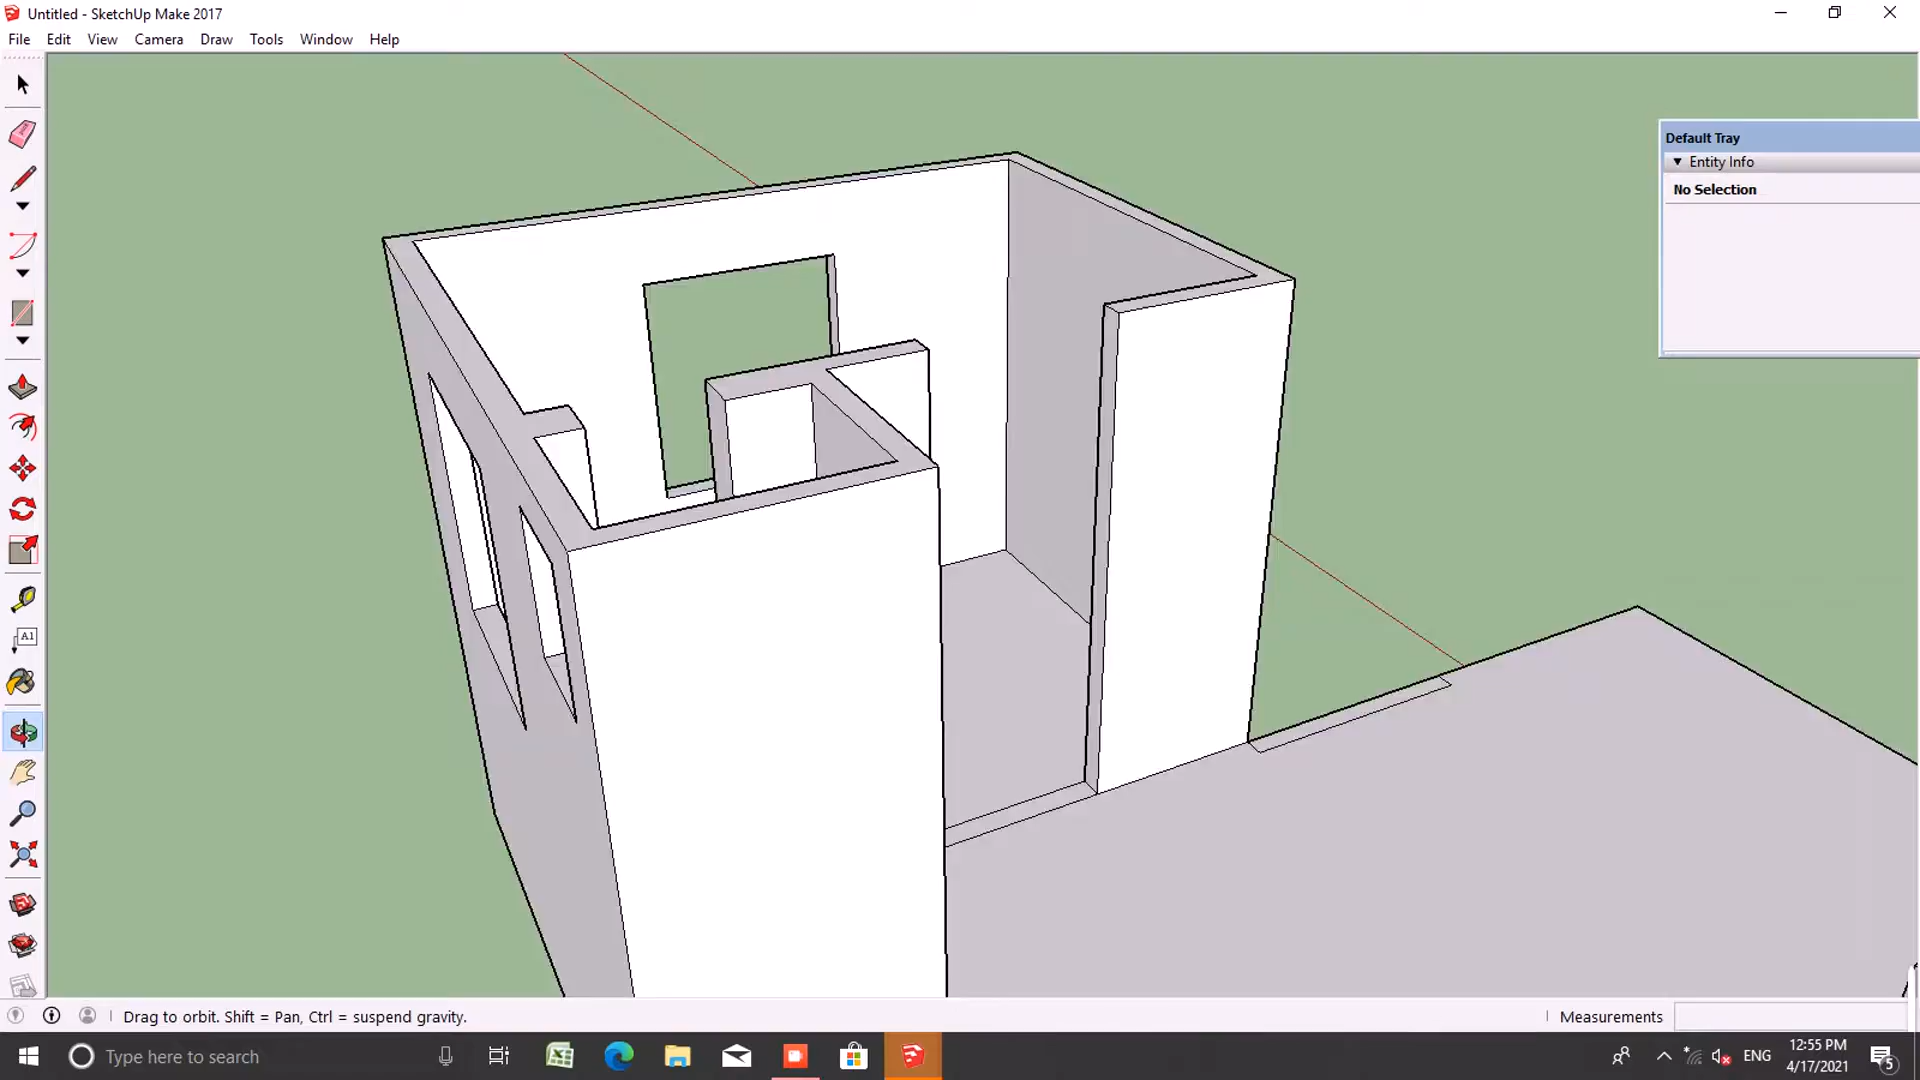 Untitled - SketchUp Make 2017
File Edit View Camera Draw Tools Window Help
Default Tray
Entity Info
No Selection
A1
Drag to orbit. Shift = Pan, Ctrl = suspend gravity.
Measurements
Type here to search
ENG
12:55 PM
4/17/2021
5